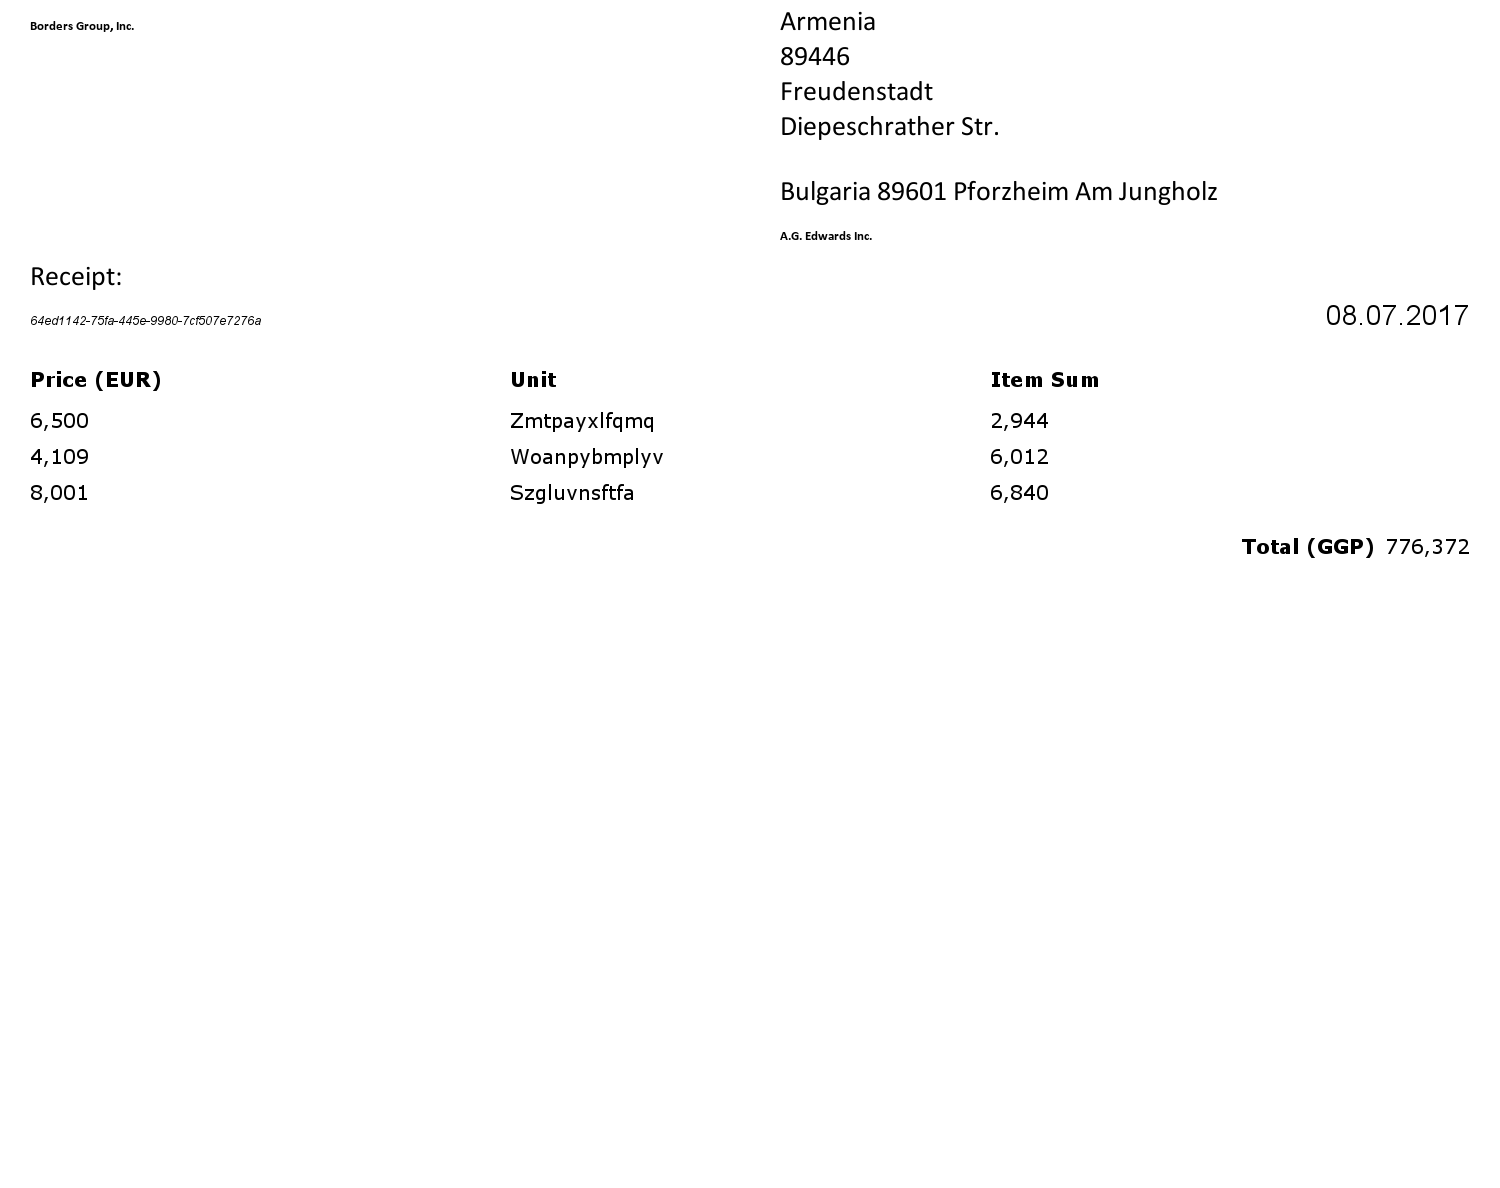 Borders Group, Inc.
Armenia
89446
Freudenstadt
Diepeschrather Str.
Bulgaria 89601 Pforzheim Am Jungholz
A.G. Edwards Inc.
Receipt:
64ed1142-75fa-445e-9980-7cf507e7276a
08.07.2017
Price (EUR) Unit Item Sum
6,500 Zmtpayxlfqmq 2,944
4,109 Woanpybmplyv 6,012
8,001 Szgluvnsftfa 6,840
Total (GGP) 776,372